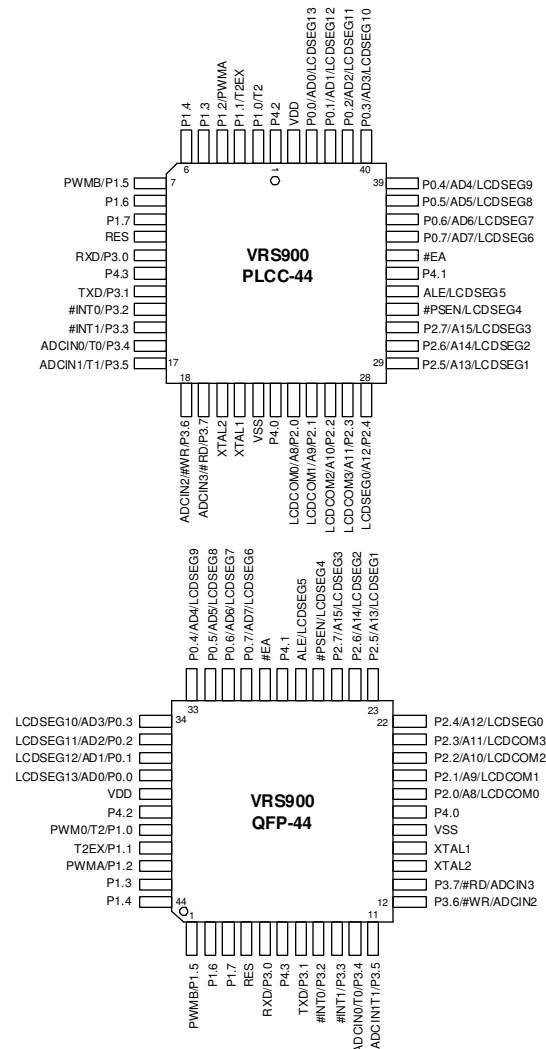 P1.4
P1.3
P1.2/PWMA
P1.1/T2EX
P1.0/T2
P4.2
VDD
P0.0/AD0/LCDSEG13
P0.1/AD1/LCDSEG12
P0.2/AD2/LCDSEG11
P0.3/AD3/LCDSEG10
6
1
40
PWMB/P1.5
P1.6
P1.7
RES
RXD/P3.0
P4.3
TXD/P3.1
#INT0/P3.2
#INT1/P3.3
ADCIN0/T0/P3.4
ADCIN1/T1/P3.5
7
17
VRS900
PLCC-44
39
29
P0.4/AD4/LCDSEG9
P0.5/AD5/LCDSEG8
P0.6/AD6/LCDSEG7
P0.7/AD7/LCDSEG6
#EA
P4.1
ALE/LCDSEG5
#PSEN/LCDSEG4
P2.7/A15/LCDSEG3
P2.6/A14/LCDSEG2
P2.5/A13/LCDSEG1
18
28
ADCIN2/#WR/P3.6
ADCIN3/#RD/P3.7
XTAL2
XTAL1
VSS
P4.0
LCDCOM0/A8/P2.0
LCDCOM1/A9/P2.1
LCDCOM2/A10/P2.2
LCDCOM3/A11/P2.3
LCDSEG0/A12/P2.4
P0.4/AD4/LCDSEG9
P0.5/AD5/LCDSEG8
P0.6/AD6/LCDSEG7
P0.7/AD7/LCDSEG6
#EA
P4.1
ALE/LCDSEG5
#PSEN/LCDSEG4
P2.7/A15/LCDSEG3
P2.6/A14/LCDSEG2
P2.5/A13/LCDSEG1
33
23
LCDSEG10/AD3/P0.3
LCDSEG11/AD2/P0.2
LCDSEG12/AD1/P0.1
LCDSEG13/AD0/P0.0
VDD
P4.2
PWM0/T2/P1.0
T2EX/P1.1
PWMA/P1.2
P1.3
P1.4
34
44
VRS900
QFP-44
22
12
P2.4/A12/LCDSEG0
P2.3/A11/LCDCOM3
P2.2/A10/LCDCOM2
P2.1/A9/LCDCOM1
P2.0/A8/LCDCOM0
P4.0
VSS
XTAL1
XTAL2
P3.7/#RD/ADCIN3
P3.6/#WR/ADCIN2
1
11
PWMB/P1.5
P1.6
P1.7
RES
RXD/P3.0
P4.3
TXD/P3.1
#INT0/P3.2
#INT1/P3.3
ADCIN0/T0/P3.4
ADCIN1T1/P3.5